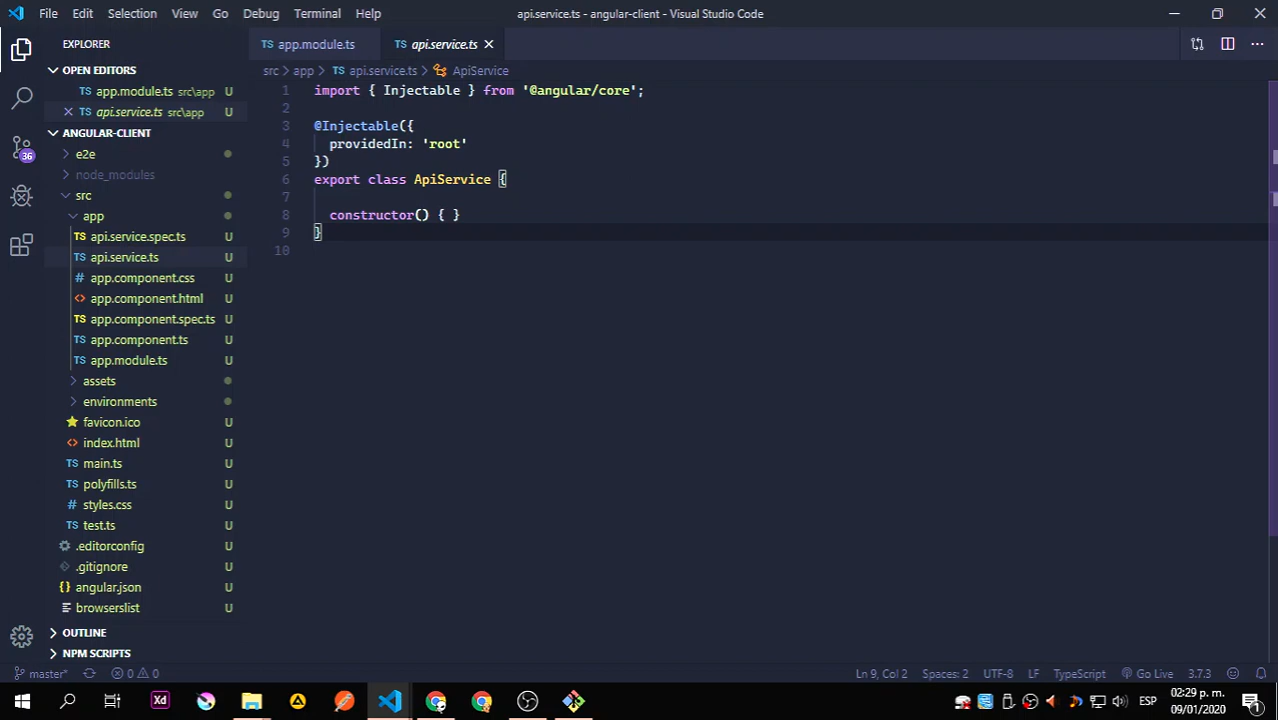 File Edit Selection View Go Debug Terminal Help
api.service.ts - angular-client - Visual Studio Code
EXPLORER
OPEN EDITORS
app.module.ts src\app U
api.service.ts src\app U
ANGULAR-CLIENT
e2e
node_modules
src
app
api.service.spec.ts U
api.service.ts U
app.component.css U
app.component.html U
app.component.spec.ts U
app.component.ts U
app.module.ts U
assets
environments
favicon.ico U
index.html U
main.ts U
polyfills.ts U
styles.css U
test.ts U
.editorconfig U
.gitignore U
angular.json U
browserslist U
OUTLINE
NPM SCRIPTS
36
TS app.module.ts
TS api.service.ts
src > app > TS api.service.ts > ApiService
1 import { Injectable } from '@angular/core';
2
3 @Injectable({
4 providedIn: 'root'
5 })
6 export class ApiService {
7
8 constructor() { }
9 }
10
master*
0 0
Ln 9, Col 2 Spaces: 2 UTF-8 LF TypeScript Go Live 3.7.3
Xd
ESP
02:29 p. m.
09/01/2020
1